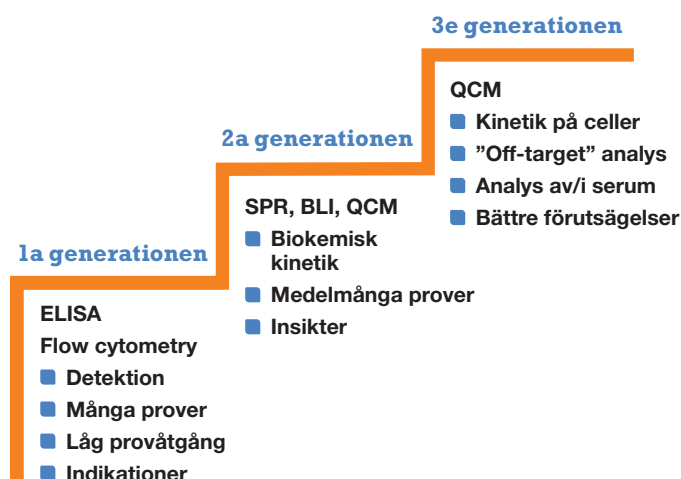 3e generationen
QCM
Kinetik på celler
”Off-target” analys
Analys av/i serum
Bättre förutsägelser
2a generationen
SPR, BLI, QCM
Biokemisk
kinetik
Medelmånga prover
Insikter
1a generationen
ELISA
Flow cytometry
Detektion
Många prover
Låg provåtgång
Indikationer